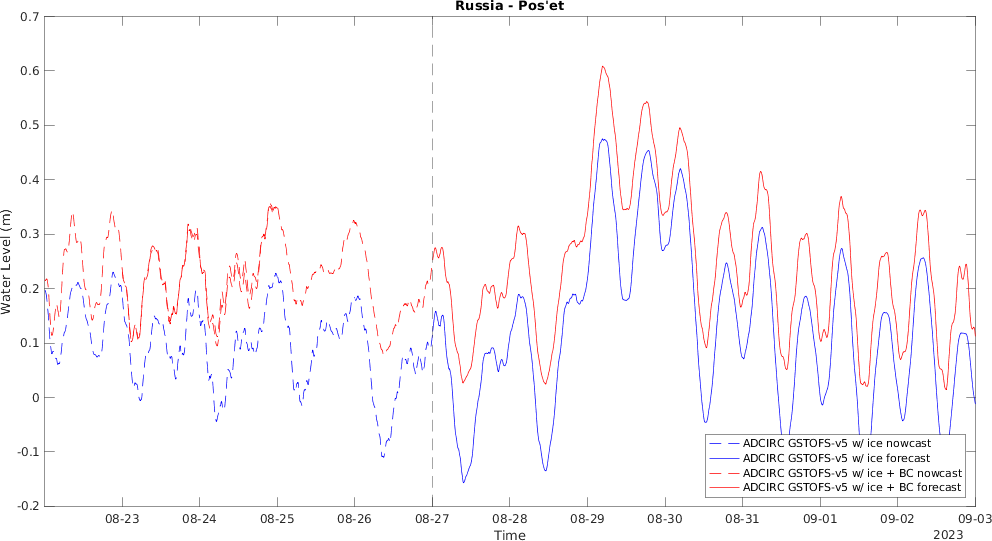 Russia - Pos'et
0.7
0.6
0.5
0.4
0.3
0.2
0.1
0
-0.1
-0.2
Water Level (m)
ADCIRC GSTOFS-v5 w/ ice nowcast
ADCIRC GSTOFS-v5 w/ ice forecast
ADCIRC GSTOFS-v5 w/ ice + BC nowcast
ADCIRC GSTOFS-v5 w/ ice + BC forecast
08-23 08-24 08-25 08-26 08-27 08-28 08-29 08-30 08-31 09-01 09-02 09-03
Time
2023